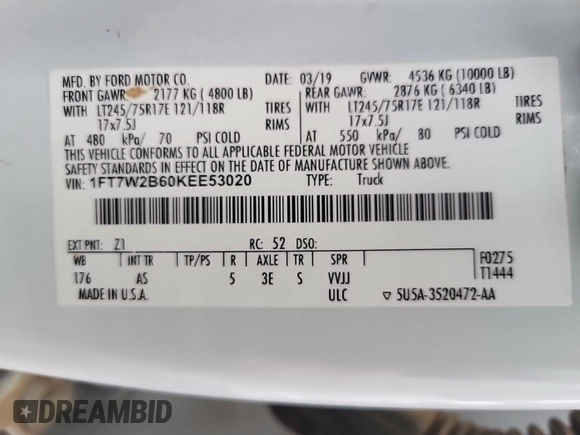 MFD. BY FORD MOTOR CO. DATE: 03/19 GVWR: 4536 KG (10000 LB)
FRONT GAWR: 2177 KG ( 4800 LB) REAR GAWR: 2876 KG ( 6340 LB)
WITH LT245/75R17E 121/118R TIRES WITH LT245/75R17E 121/118R TIRES
17x7.5J RIMS 17x7.5J RIMS
AT 480 kPa/ 70 PSI COLD AT 550 kPa/ 80 PSI COLD
THIS VEHICLE CONFORMS TO ALL APPLICABLE FEDERAL MOTOR VEHICLE
SAFETY STANDARDS IN EFFECT ON THE DATE OF MANUFACTURE SHOWN ABOVE.
VIN: 1FT7W2B60KEE53020 TYPE: Truck
EXT PNT: Z1 RC: 52 DSO: F0275
WB INT TR TP/PS R AXLE TR SPR T1444
176 AS 5 3E S VVJJ
MADE IN U.S.A. ULC ▽ 5U5A-3520472-AA
DREAMBID